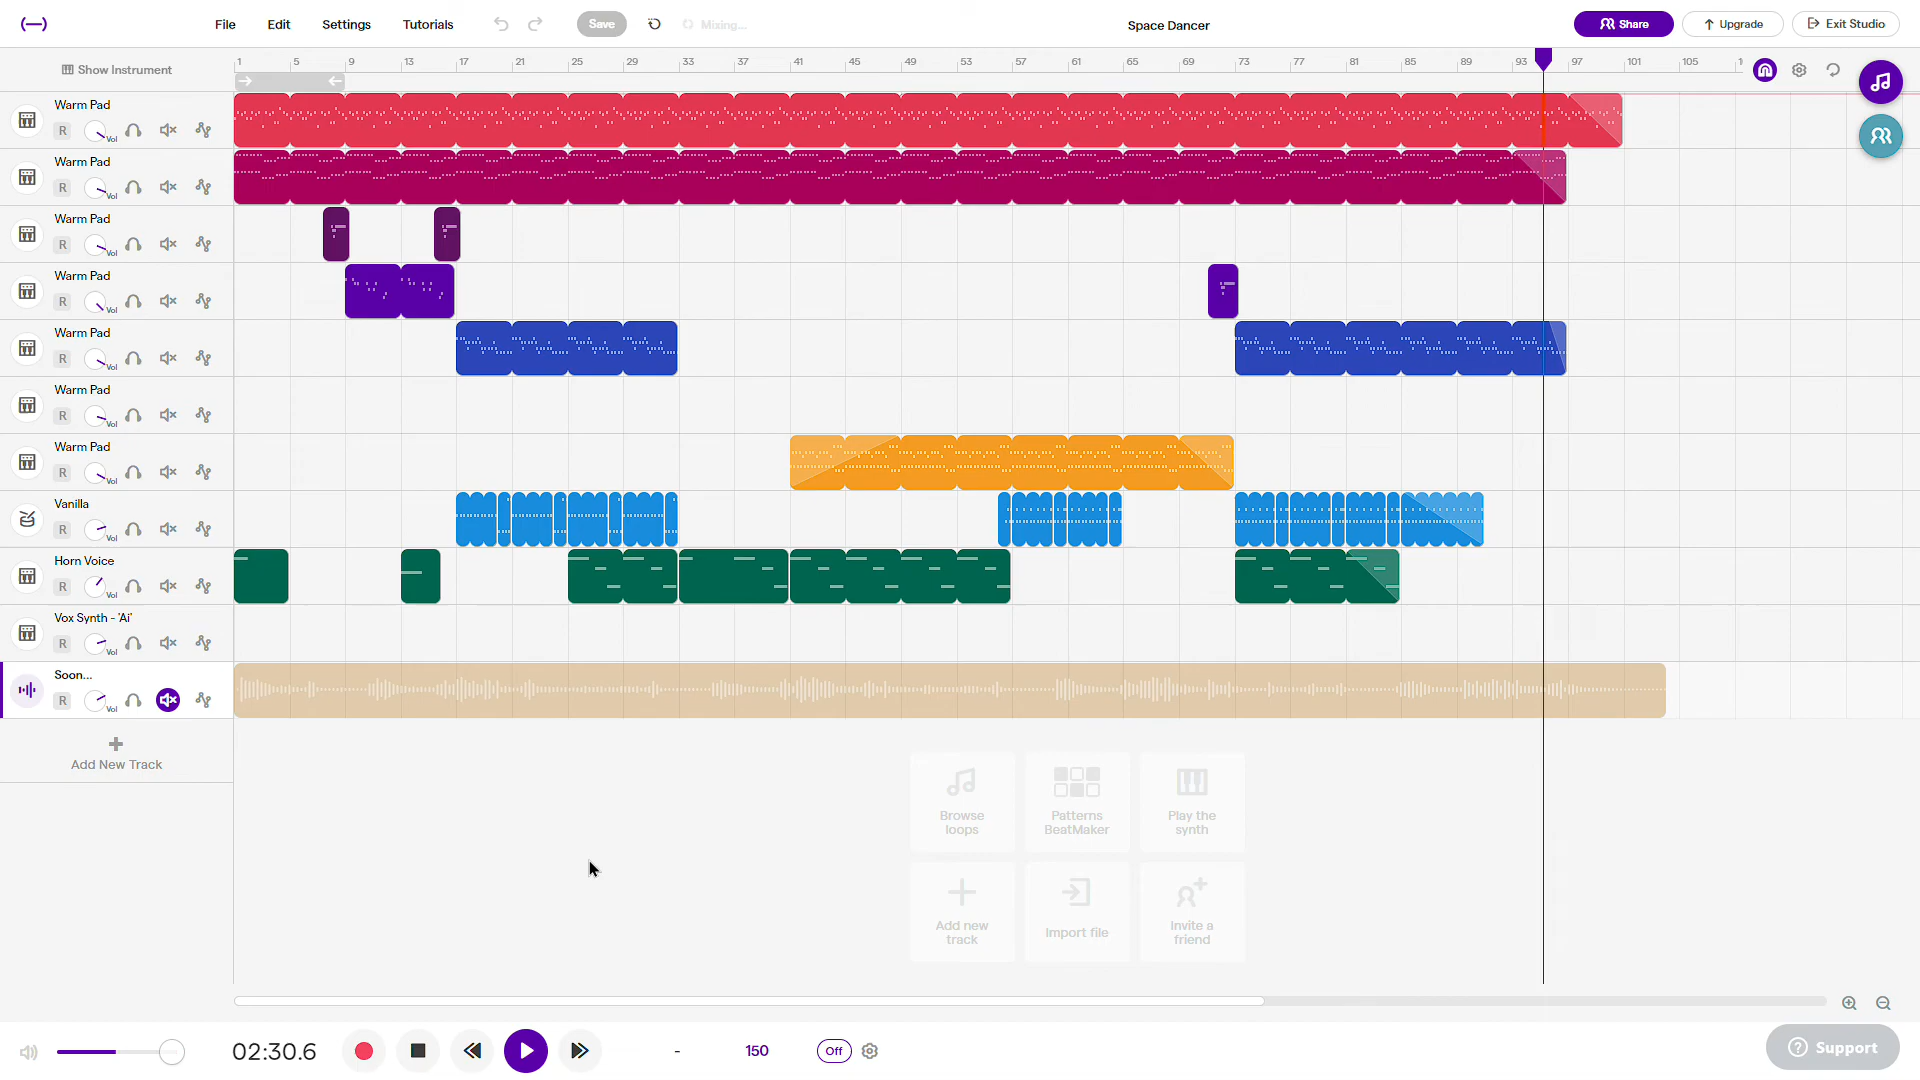 File Edit Settings Tutorials Save Mixing... Space Dancer Share Upgrade Exit Studio
Show Instrument 1 5 9 13 17 21 25 29 33 37 41 45 49 53 57 61 65 69 73 77 81 85 89 93 97 101 105
Warm Pad
R Vol
Warm Pad
R Vol
Warm Pad
R Vol
Warm Pad
R Vol
Warm Pad
R Vol
Warm Pad
R Vol
Warm Pad
R Vol
Vanilla
R Vol
Horn Voice
R Vol
Vox Synth - 'Ai'
R Vol
Soon...
R Vol
Add New Track
Browse
loops
Patterns
BeatMaker
Play the
synth
Add new
track
Import file
Invite a
friend
02:30.6 - 150 Off Support